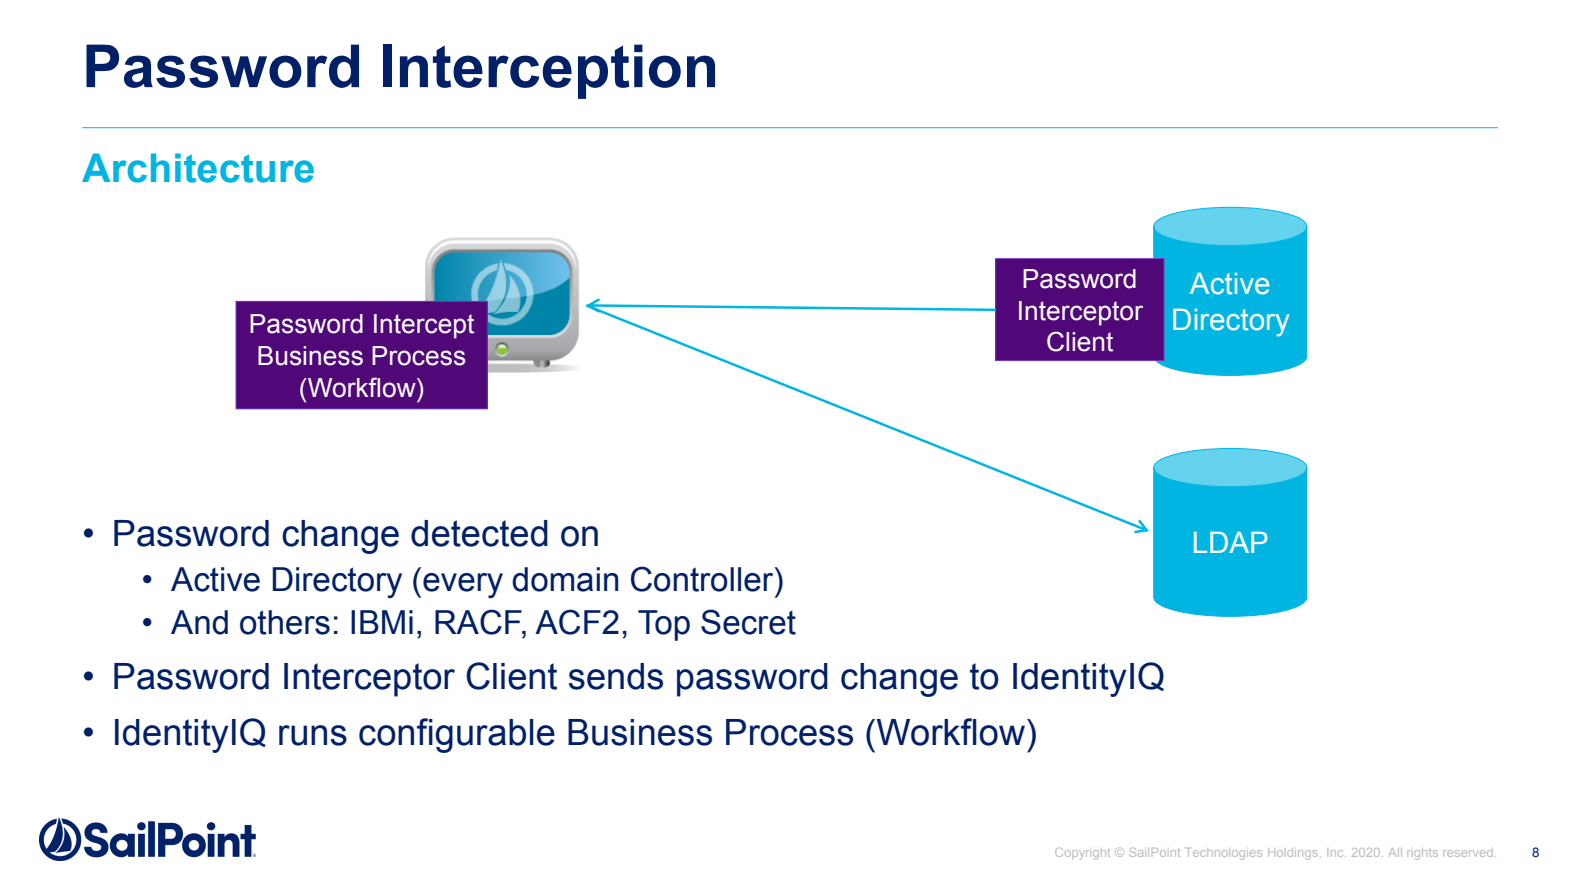 Password Interception
Architecture
Password Intercept
Business Process
(Workflow)
Password
Interceptor
Client
Active
Directory
LDAP
• Password change detected on
• Active Directory (every domain Controller)
• And others: IBMi, RACF, ACF2, Top Secret
• Password Interceptor Client sends password change to IdentityIQ
• IdentityIQ runs configurable Business Process (Workflow)
SailPoint
Copyright © SailPoint Technologies Holdings, Inc. 2020. All rights reserved.
8